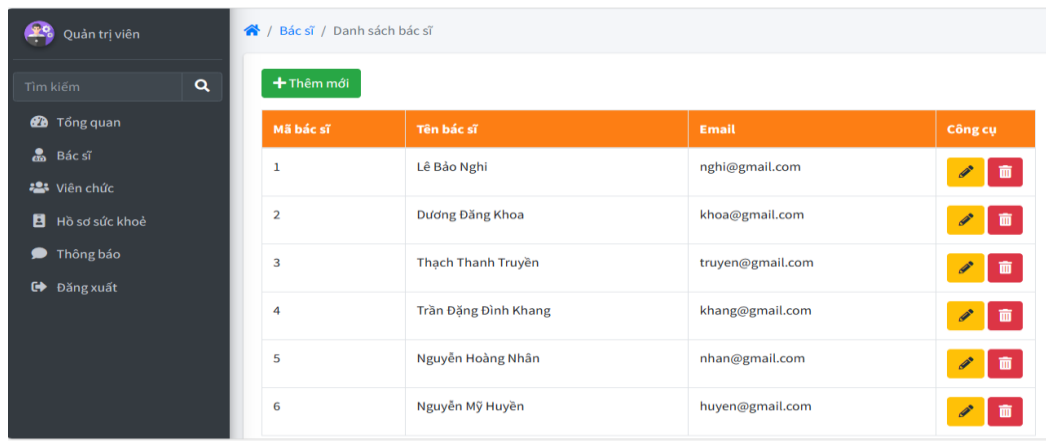 Quản trị viên
Tìm kiếm
Tổng quan
Bác sĩ
Viên chức
Hồ sơ sức khoẻ
Thông báo
Đăng xuất
/ Bác sĩ / Danh sách bác sĩ
Thêm mới
Mã bác sĩ Tên bác sĩ Email Công cụ
1 Lê Bảo Nghi nghi@gmail.com
2 Dương Đăng Khoa khoa@gmail.com
3 Thạch Thanh Truyền truyen@gmail.com
4 Trần Đặng Đình Khang khang@gmail.com
5 Nguyễn Hoàng Nhân nhan@gmail.com
6 Nguyễn Mỹ Huyền huyen@gmail.com